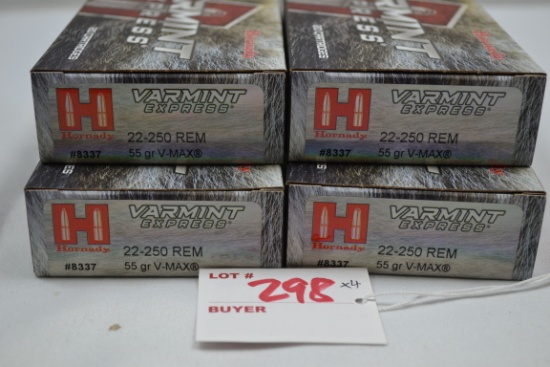 VARMINT
EXPRESS®
VARMINT
EXPRESS®
VARMINT
EXPRESS®
22-250 REM
Hornady
#8337 55 gr V-MAX®
VARMINT
EXPRESS®
22-250 REM
Hornady
#8337 55 gr V-MAX®
VARMINT
EXPRESS®
22-250 REM
Hornady
#8337 55 gr V-MAX®
VARMINT
EXPRESS®
22-250 REM
Hornady
#8337 55 gr V-MAX®
LOT # 298 x4
BUYER